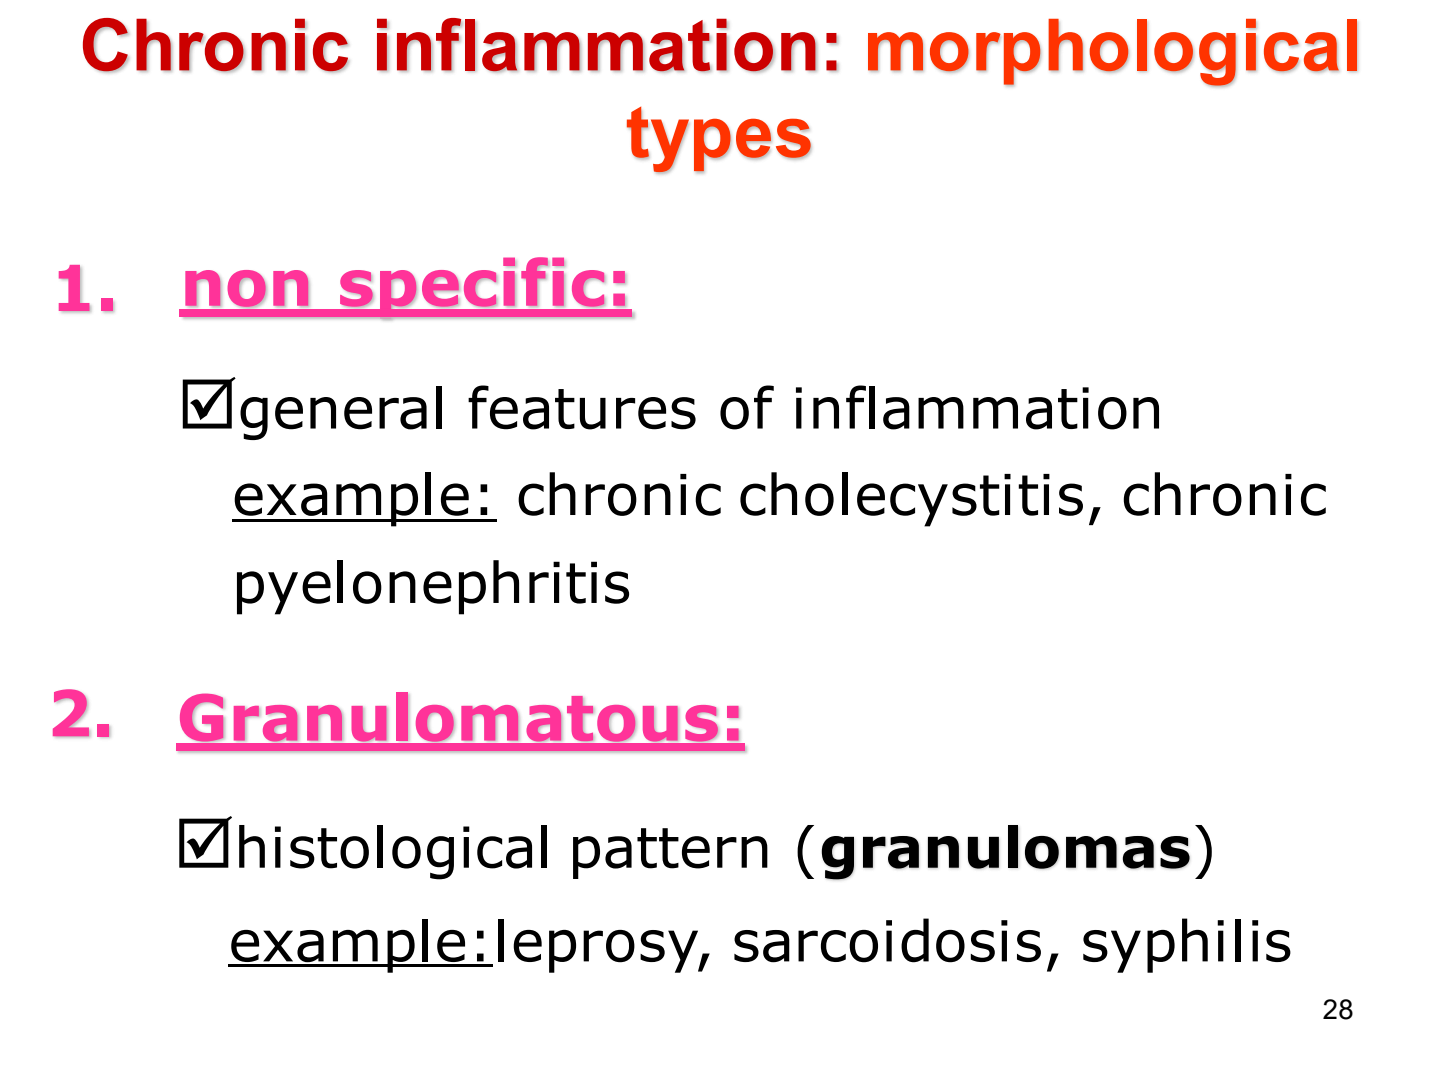 Chronic inflammation: morphological
types
1. non specific:
☑general features of inflammation
example: chronic cholecystitis, chronic
pyelonephritis
2. Granulomatous:
☑histological pattern (granulomas)
example:leprosy, sarcoidosis, syphilis
28